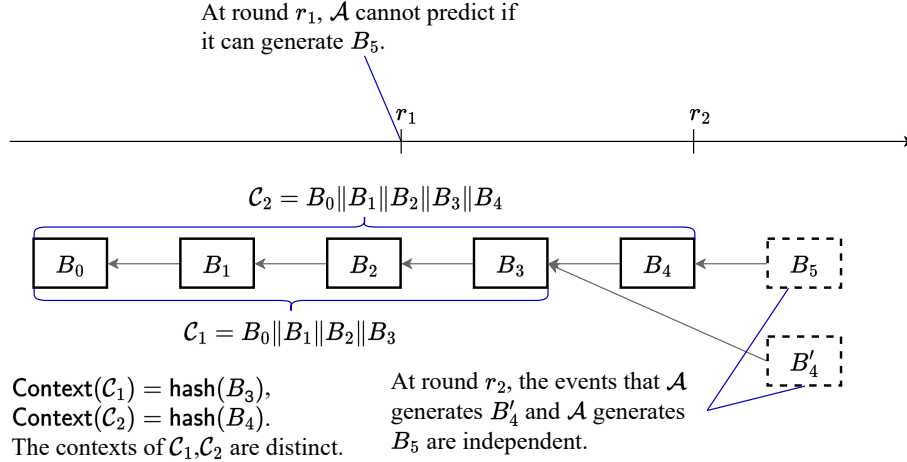 At round r₁, 𝒜 cannot predict if
it can generate B₅.
r₁
r₂
𝒞₂ = B₀∥B₁∥B₂∥B₃∥B₄
B₀
B₁
B₂
B₃
B₄
B₅
𝒞₁ = B₀∥B₁∥B₂∥B₃
B₄′
Context(𝒞₁) = hash(B₃),
Context(𝒞₂) = hash(B₄).
The contexts of 𝒞₁,𝒞₂ are distinct.
At round r₂, the events that 𝒜
generates B₄′ and 𝒜 generates
B₅ are independent.